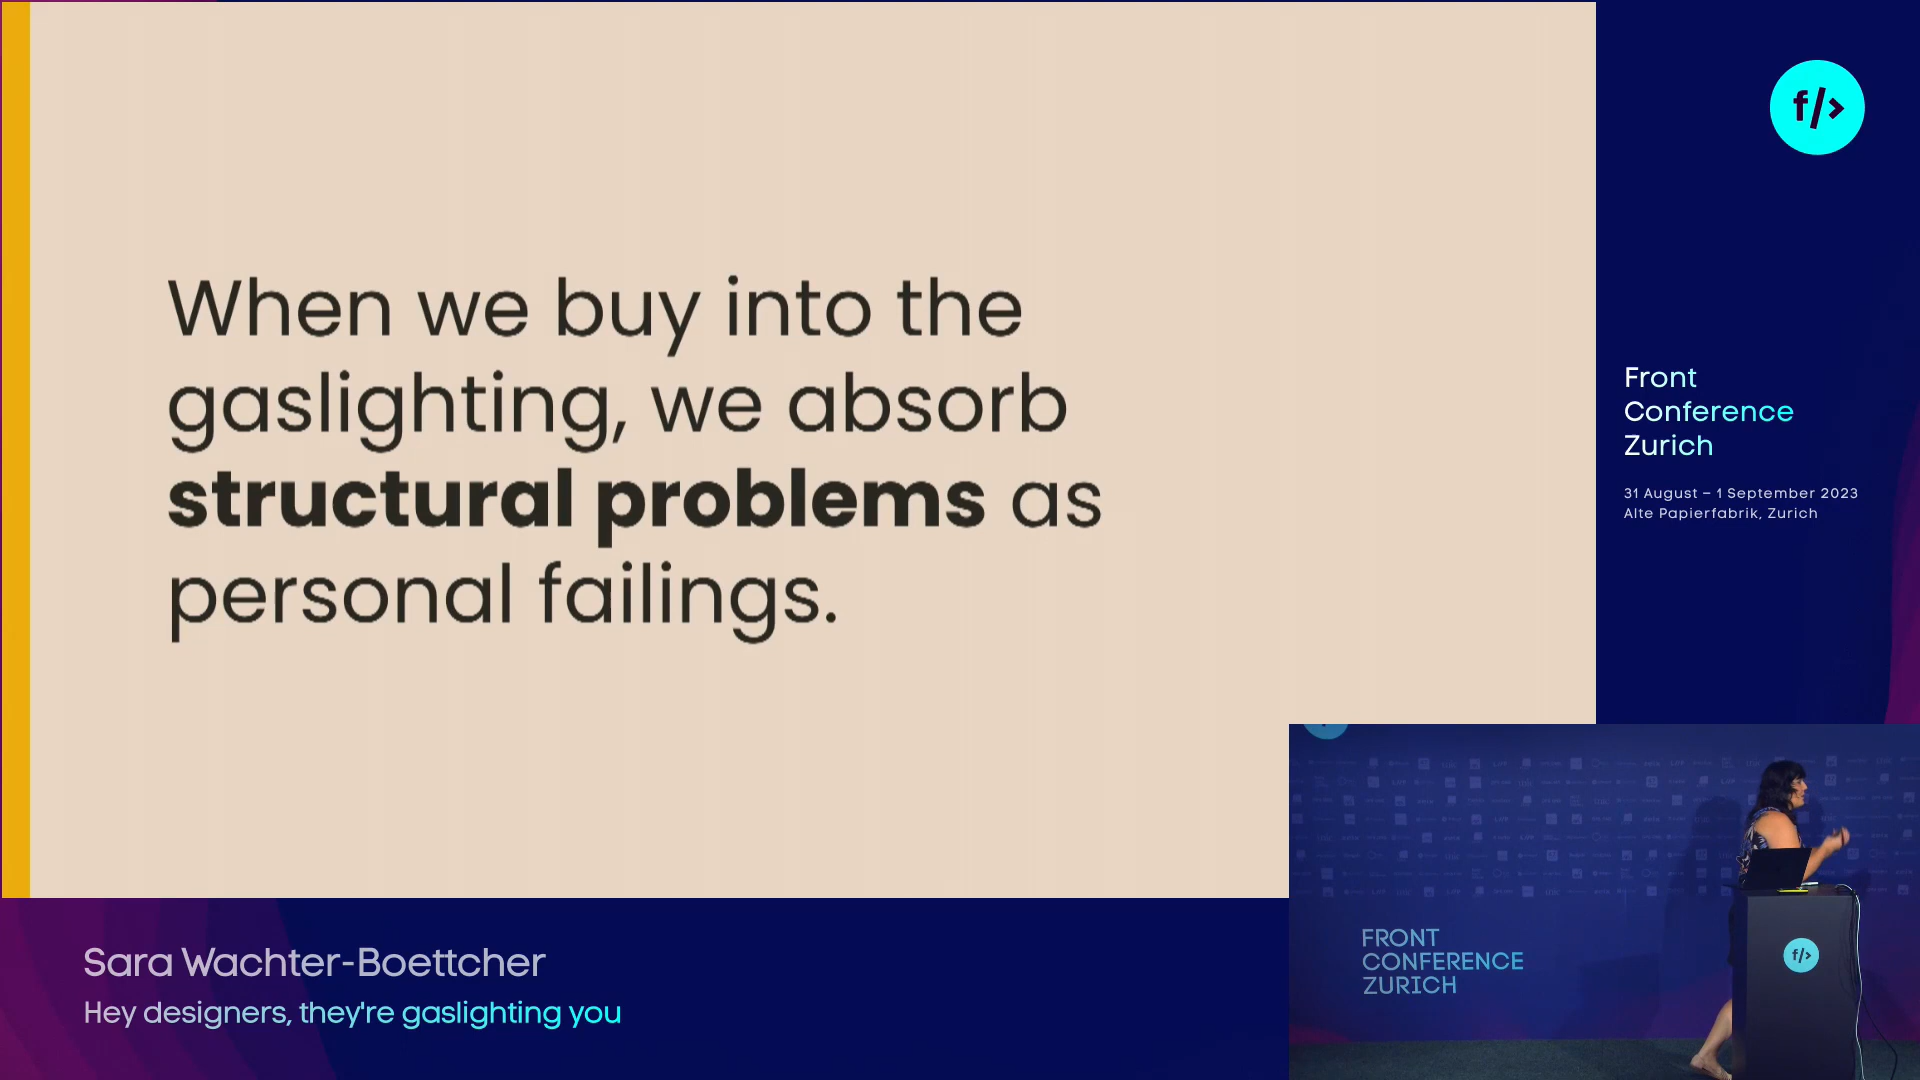 When we buy into the
gaslighting, we absorb
structural problems as
personal failings.
f/>
Front
Conference
Zurich
31 August – 1 September 2023
Alte Papierfabrik, Zurich
Sara Wachter-Boettcher
Hey designers, they're gaslighting you
FRONT
CONFERENCE
ZURICH
f/>